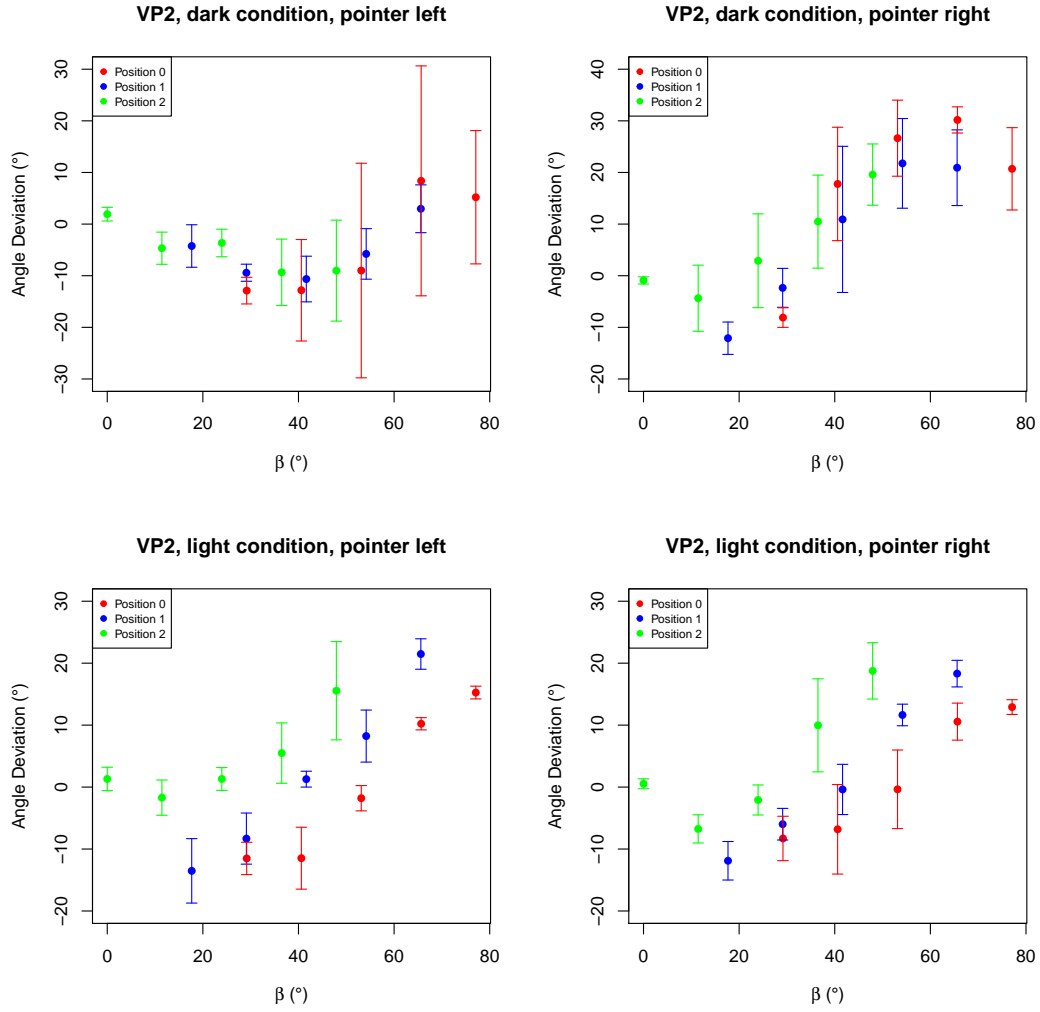 VP2, dark condition, pointer left
Position 0
Position 1
Position 2
30
20
10
0
−10
−20
−30
Angle Deviation (°)
0 20 40 60 80
β (°)
VP2, dark condition, pointer right
Position 0
Position 1
Position 2
40
30
20
10
0
−10
−20
Angle Deviation (°)
0 20 40 60 80
β (°)
VP2, light condition, pointer left
Position 0
Position 1
Position 2
30
20
10
0
−10
−20
Angle Deviation (°)
0 20 40 60 80
β (°)
VP2, light condition, pointer right
Position 0
Position 1
Position 2
30
20
10
0
−10
−20
Angle Deviation (°)
0 20 40 60 80
β (°)